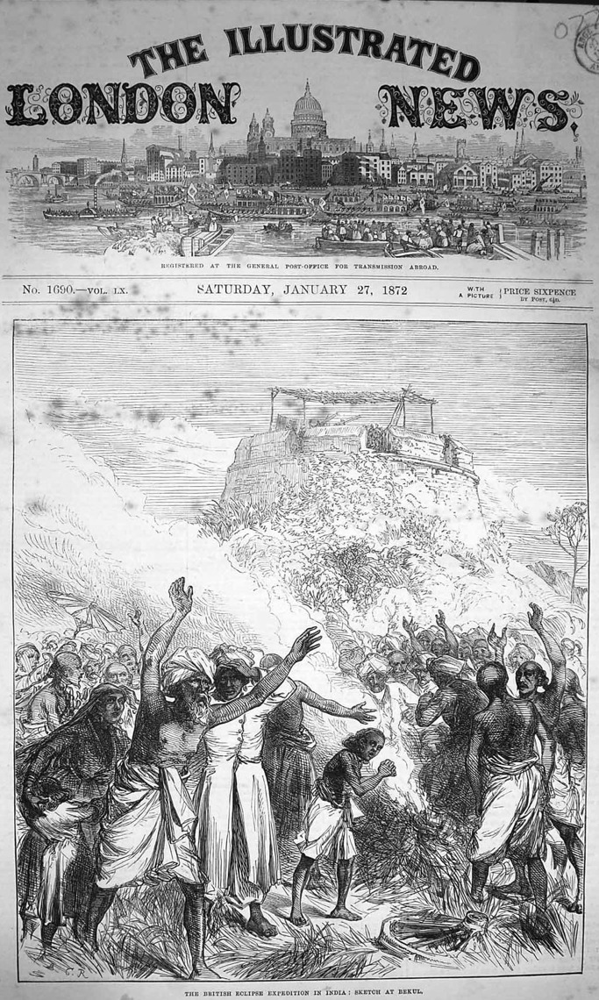 THE ILLUSTRATED
LONDON NEWS.
REGISTERED AT THE GENERAL POST-OFFICE FOR TRANSMISSION ABROAD.
No. 1690.—VOL. LX. SATURDAY, JANUARY 27, 1872 WITH A PICTURE } PRICE SIXPENCE
BY POST, 6½D.
C. R
THE BRITISH ECLIPSE EXPEDITION IN INDIA: SKETCH AT BEKUL.